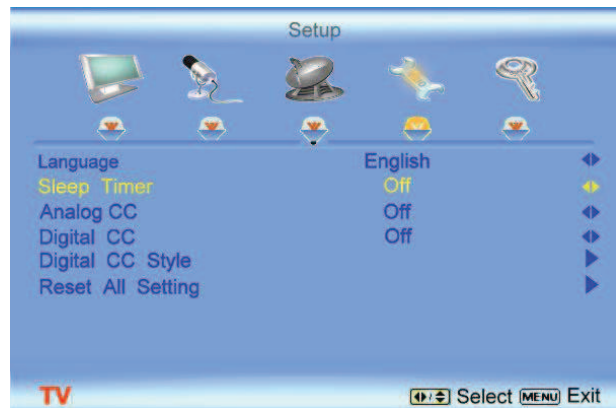 Setup
Language English
Sleep Timer Off
Analog CC Off
Digital CC Off
Digital CC Style
Reset All Setting
TV Select MENU Exit